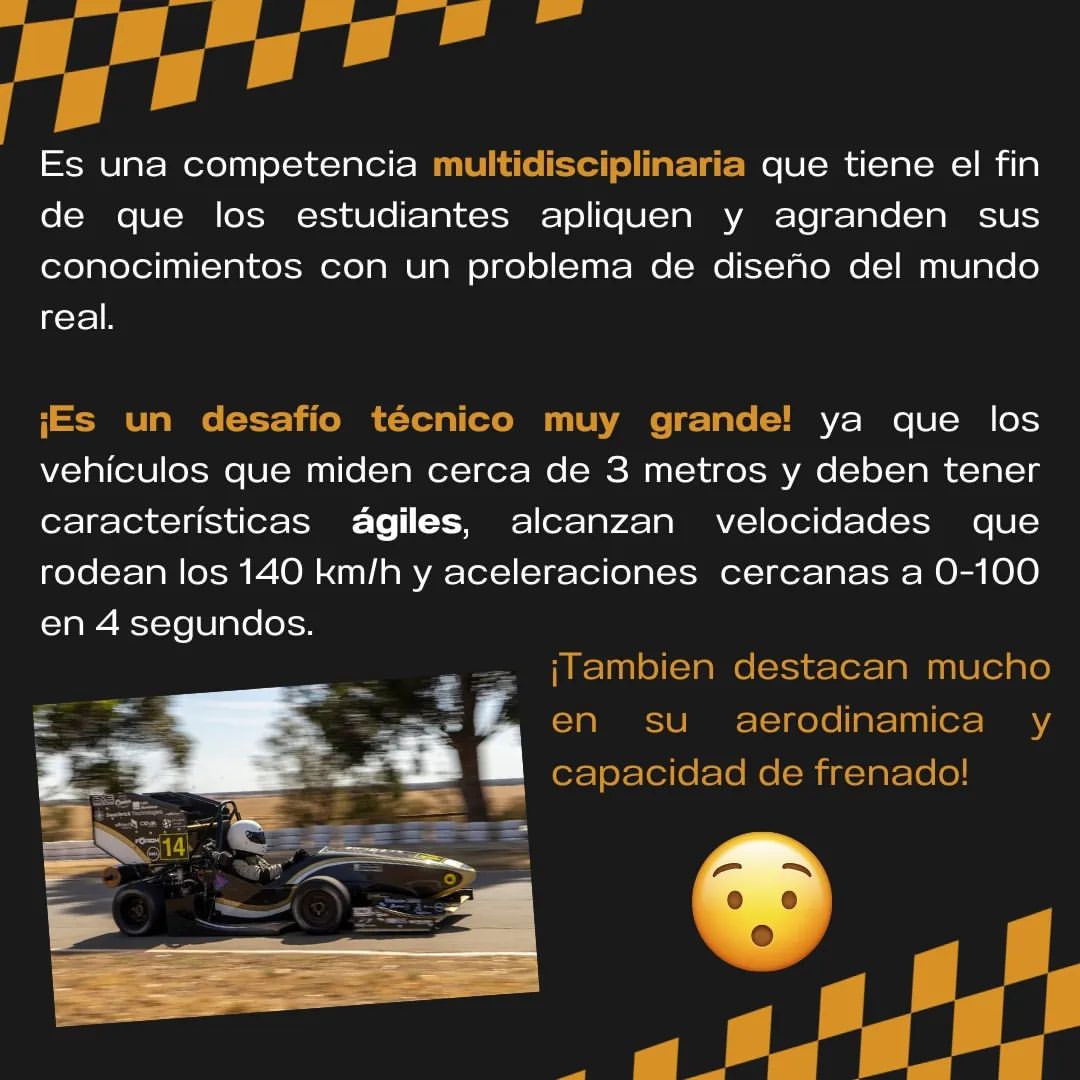 Es una competencia multidisciplinaria que tiene el fin
de que los estudiantes apliquen y agranden sus
conocimientos con un problema de diseño del mundo
real.
¡Es un desafío técnico muy grande! ya que los
vehículos que miden cerca de 3 metros y deben tener
características ágiles, alcanzan velocidades que
rodean los 140 km/h y aceleraciones cercanas a 0-100
en 4 segundos.
¡Tambien destacan mucho
en su aerodinamica y
capacidad de frenado!
14